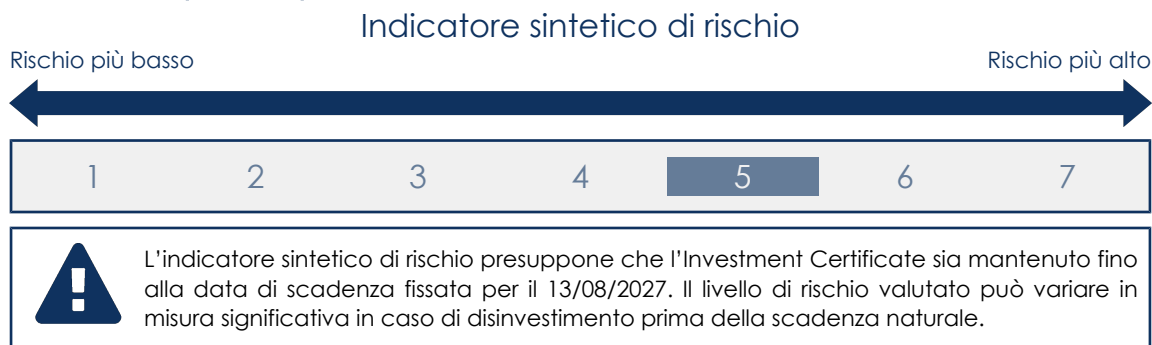 Indicatore sintetico di rischio
Rischio più basso Rischio più alto
1 2 3 4 5 6 7
L'indicatore sintetico di rischio presuppone che l'Investment Certificate sia mantenuto fino
alla data di scadenza fissata per il 13/08/2027. Il livello di rischio valutato può variare in
misura significativa in caso di disinvestimento prima della scadenza naturale.